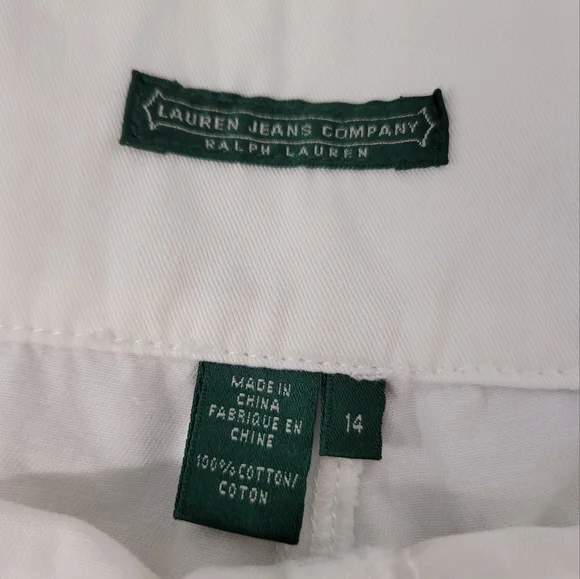 LAUREN JEANS COMPANY
RALPH LAUREN
MADE IN
CHINA
FABRIQUE EN
CHINE
100% COTTON/
COTON
14